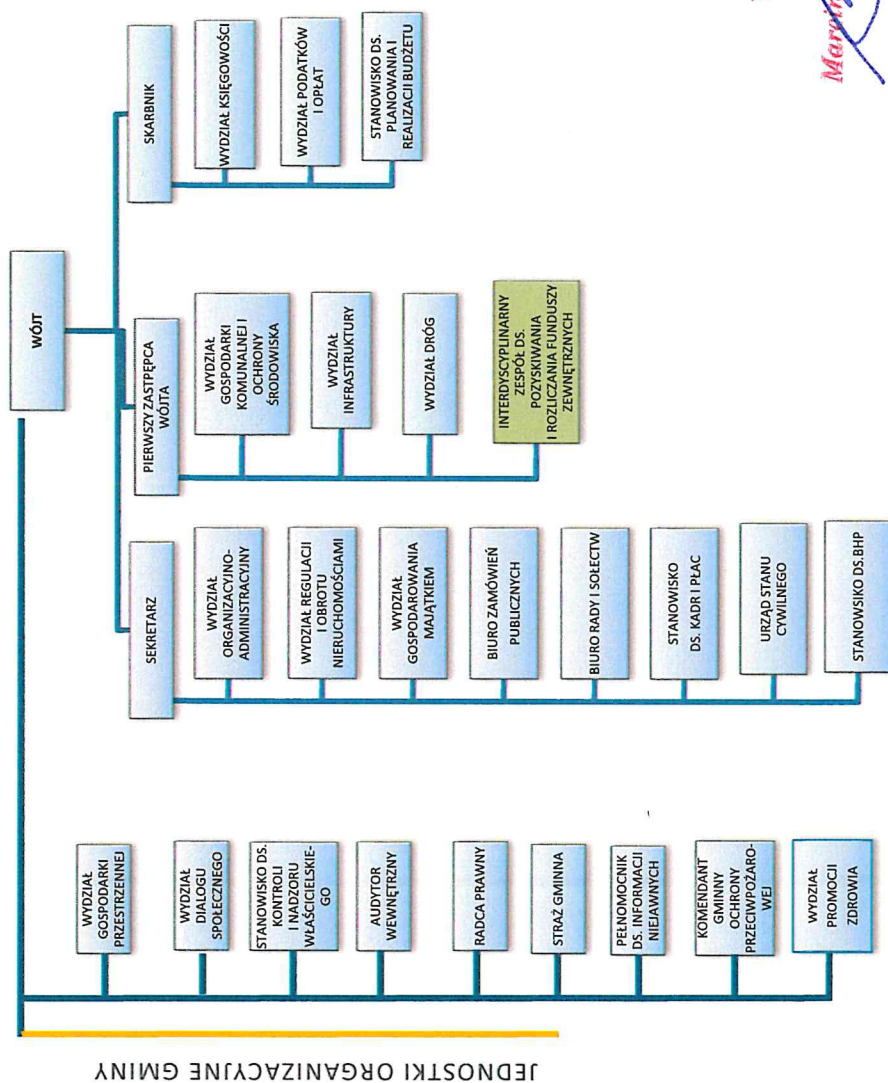 WÓJT
SEKRETARZ
PIERWSZY ZASTĘPCA
WÓJTA
SKARBNIK
WYDZIAŁ
GOSPODARKI
PRZESTRZENNEJ
WYDZIAŁ
DIALOGU
SPOŁECZNEGO
STANOWISKO DS.
KONTROLI
I NADZORU
WŁAŚCICIELSKIE-
GO
AUDYTOR
WEWNĘTRZNY
RADCA PRAWNY
STRAŻ GMINNA
PEŁNOMOCNIK
DS. INFORMACJI
NIEJAWNYCH
KOMENDANT
GMINNY
OCHRONY
PRZECIWPOŻARO-
WEJ
WYDZIAŁ
PROMOCJI
ZDROWIA
WYDZIAŁ
ORGANIZACYJNO-
ADMINISTRACYJNY
WYDZIAŁ REGULACJI
I OBROTU
NIERUCHOMOŚCIAMI
WYDZIAŁ
GOSPODAROWANIA
MAJĄTKIEM
BIURO ZAMÓWIEŃ
PUBLICZNYCH
BIURO RADY I SOŁECTW
STANOWISKO
DS. KADR I PŁAC
URZĄD STANU
CYWILNEGO
STANOWSIKO DS.BHP
WYDZIAŁ
GOSPODARKI
KOMUNALNEJ I
OCHRONY
ŚRODOWISKA
WYDZIAŁ
INFRASTRUKTURY
WYDZIAŁ DRÓG
INTERDYSCYPLINARNY
ZESPÓŁ DS.
POZYSKIWANIA
I ROZLICZANIA FUNDUSZY
ZEWNĘTRZNYCH
WYDZIAŁ KSIĘGOWOŚCI
WYDZIAŁ PODATKÓW
I OPŁAT
STANOWISKO DS.
PLANOWANIA I
REALIZACJI BUDŻETU
JEDNOSTKI ORGANIZACYJNE GMINY